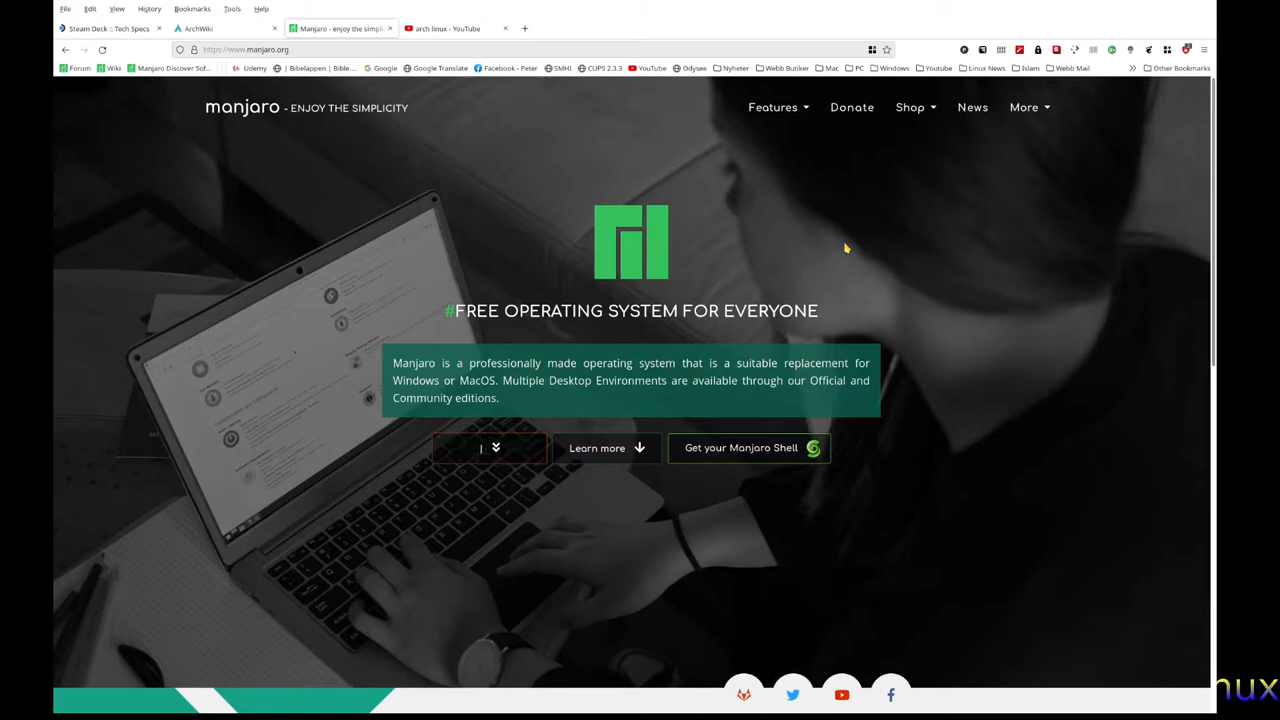 File Edit View History Bookmarks Tools Help
Steam Deck :: Tech Specs ArchWiki Manjaro - enjoy the simpli arch linux - YouTube
https://www.manjaro.org
Forum Wiki Manjaro Discover Sof... Udemy | Bibelappen | Bible... Google Google Translate Facebook - Peter SMHI CUPS 2.3.3 YouTube Odysee Nyheter Webb Butiker Mac PC Windows Youtube Linux News Islam Webb Mail Other Bookmarks
manjaro - ENJOY THE SIMPLICITY Features Donate Shop News More
#FREE OPERATING SYSTEM FOR EVERYONE
Manjaro is a professionally made operating system that is a suitable replacement for
Windows or MacOS. Multiple Desktop Environments are available through our Official and
Community editions.
| Learn more Get your Manjaro Shell
nux